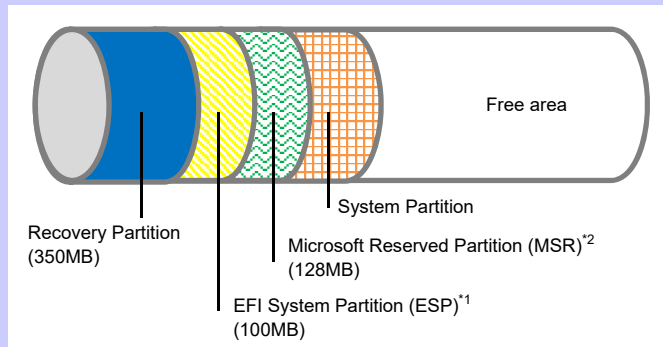 Free area
System Partition
Recovery Partition
(350MB)
Microsoft Reserved Partition (MSR)*2
(128MB)
EFI System Partition (ESP)*1
(100MB)